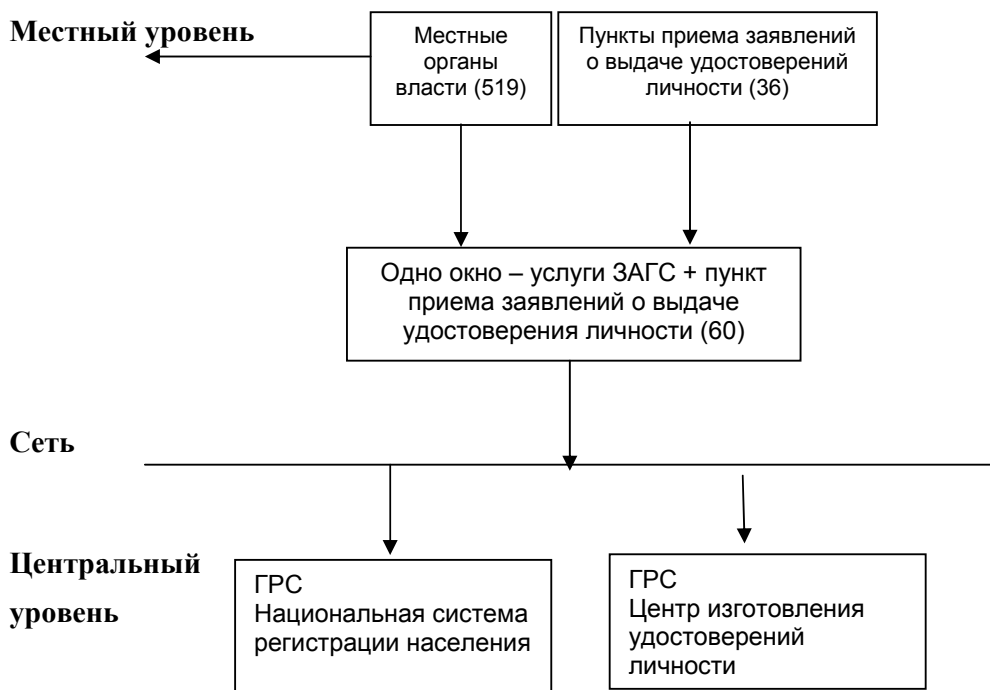 Местный уровень
Местные
органы
власти (519)
Пункты приема заявлений
о выдаче удостоверений
личности (36)
Одно окно – услуги ЗАГС + пункт
приема заявлений о выдаче
удостоверения личности (60)
Сеть
Центральный
уровень
ГРС
Национальная система
регистрации населения
ГРС
Центр изготовления
удостоверений
личности